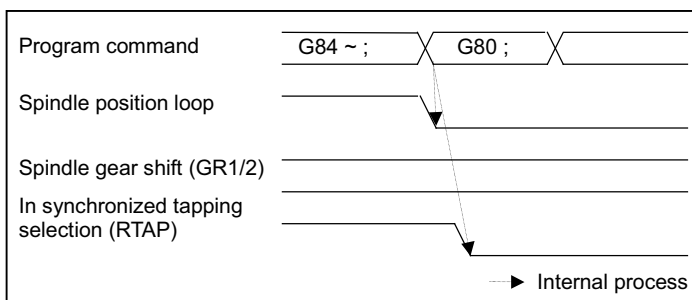 Program command
G84 ~ ;
G80 ;
Spindle position loop
Spindle gear shift (GR1/2)
In synchronized tapping
selection (RTAP)
Internal process